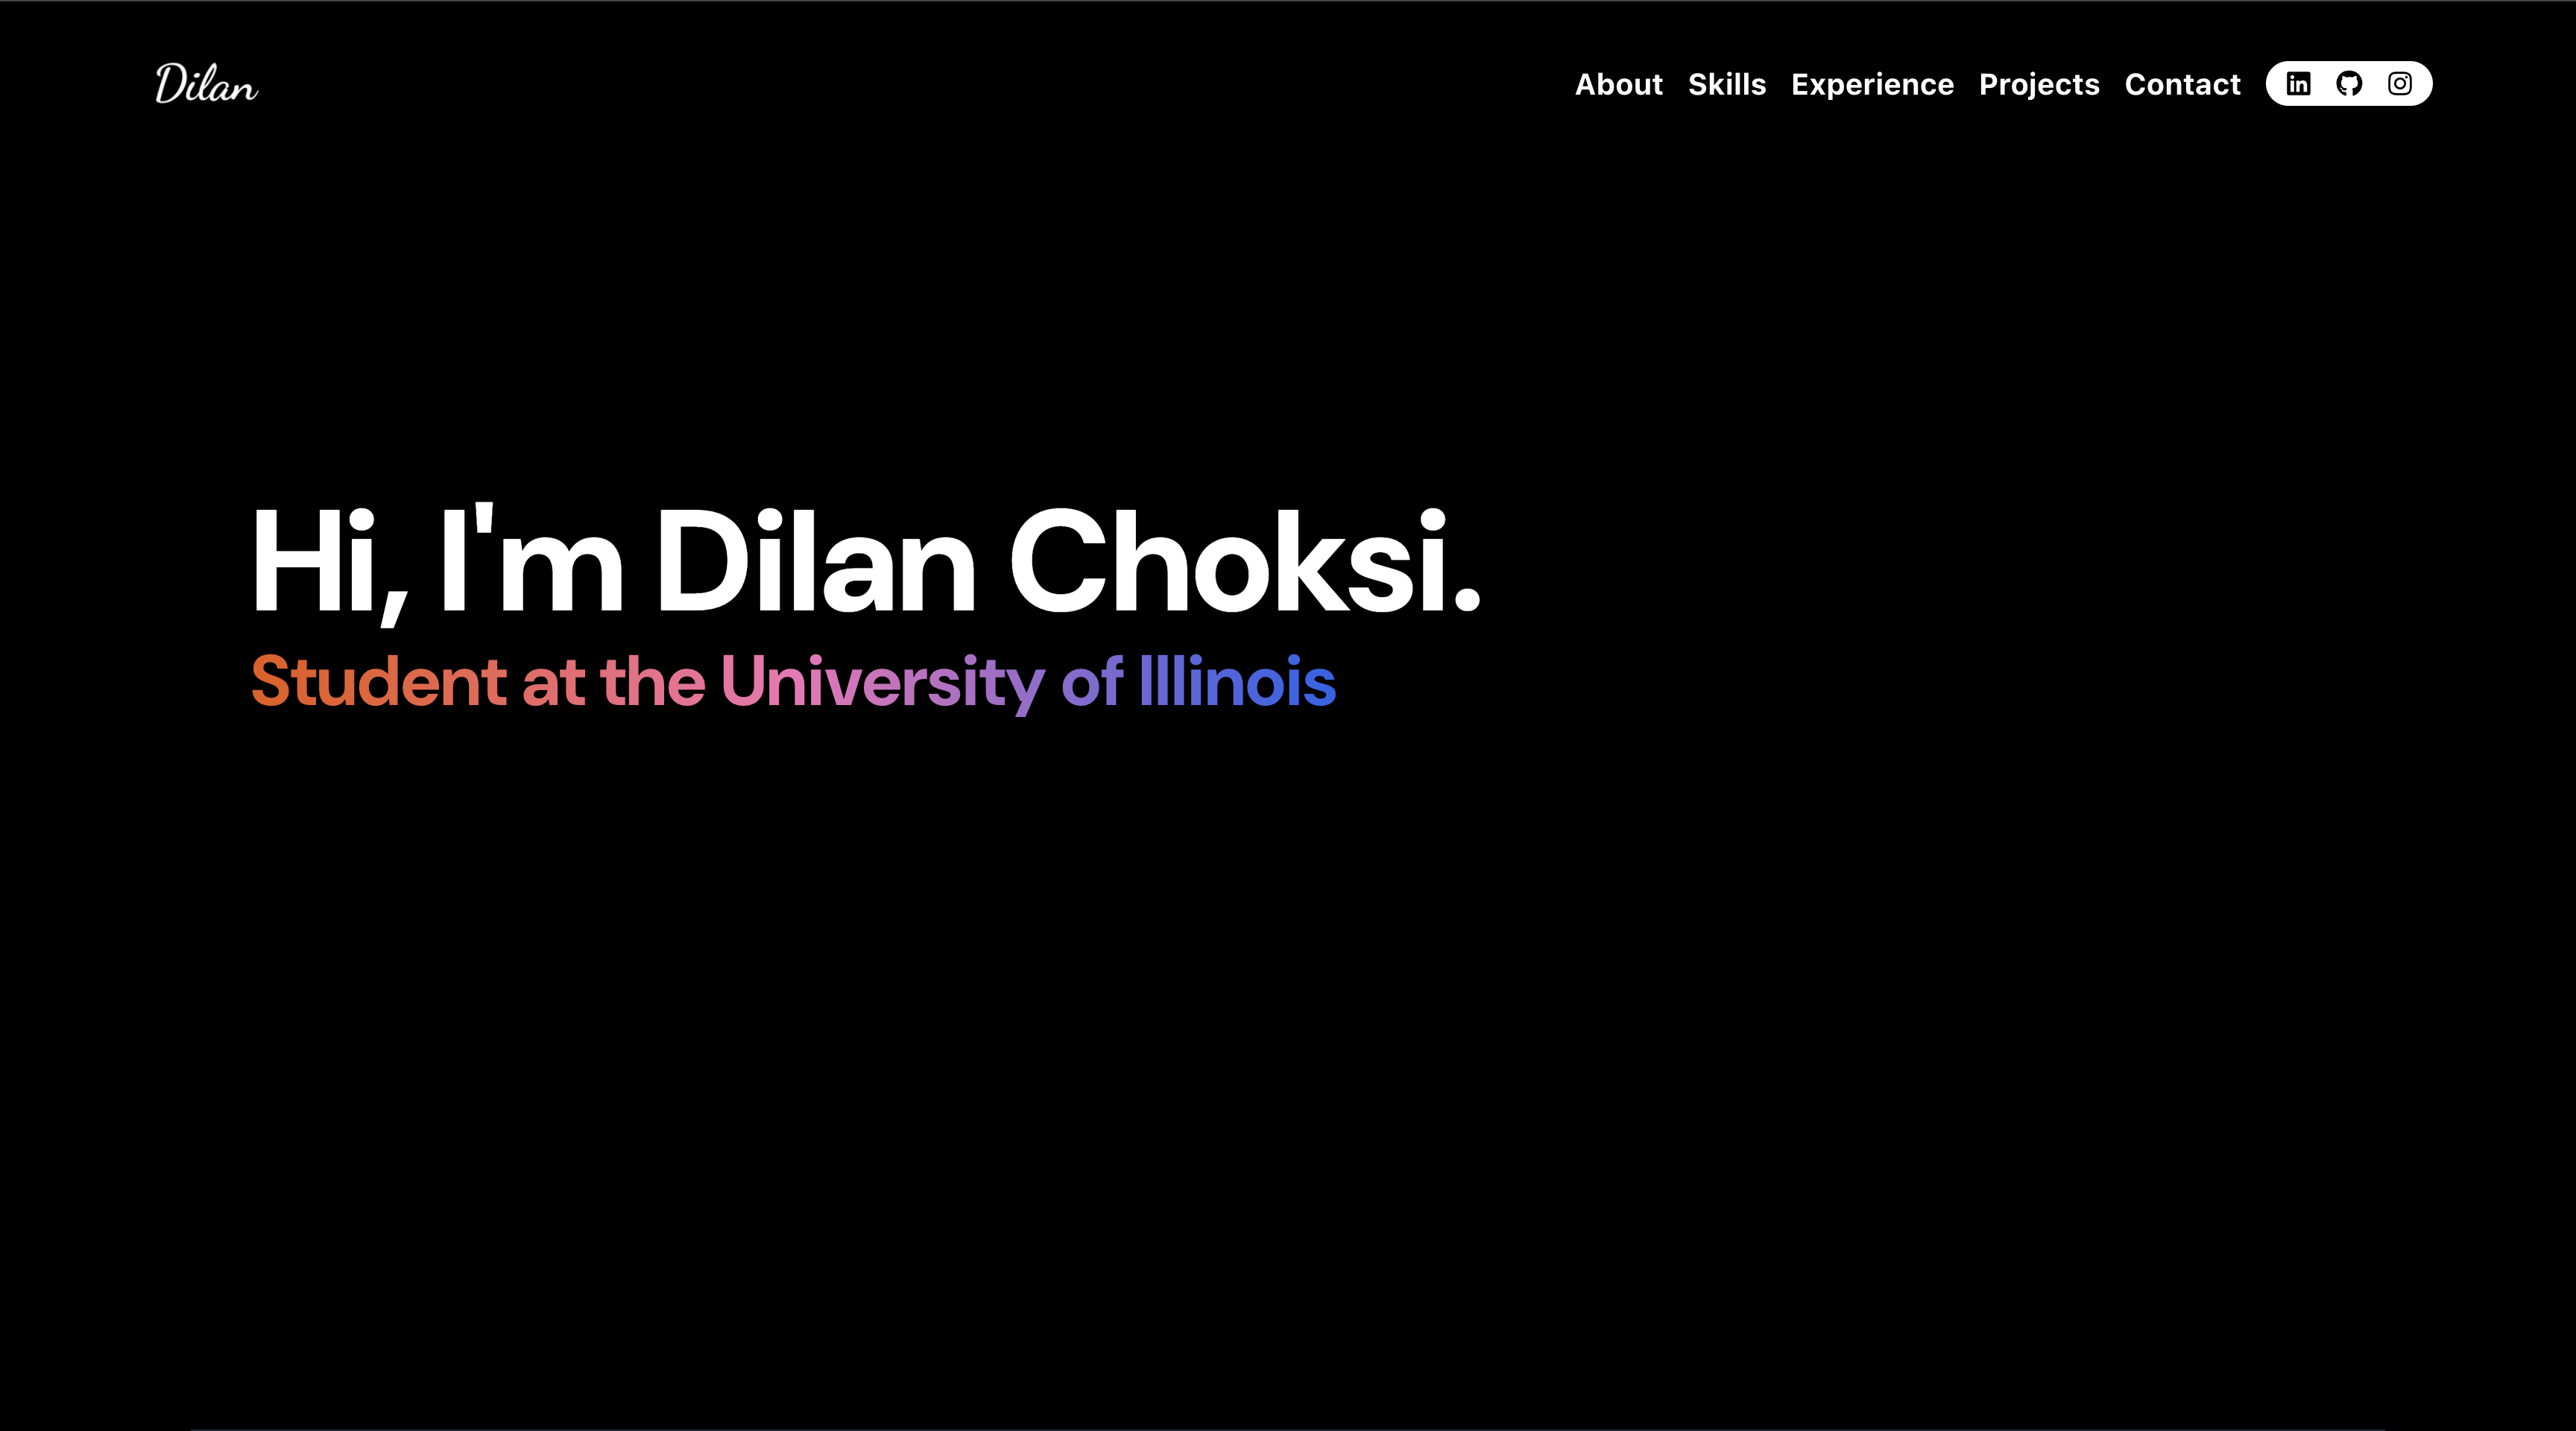 Dilan
About Skills Experience Projects Contact
Hi, I'm Dilan Choksi.
Student at the University of Illinois